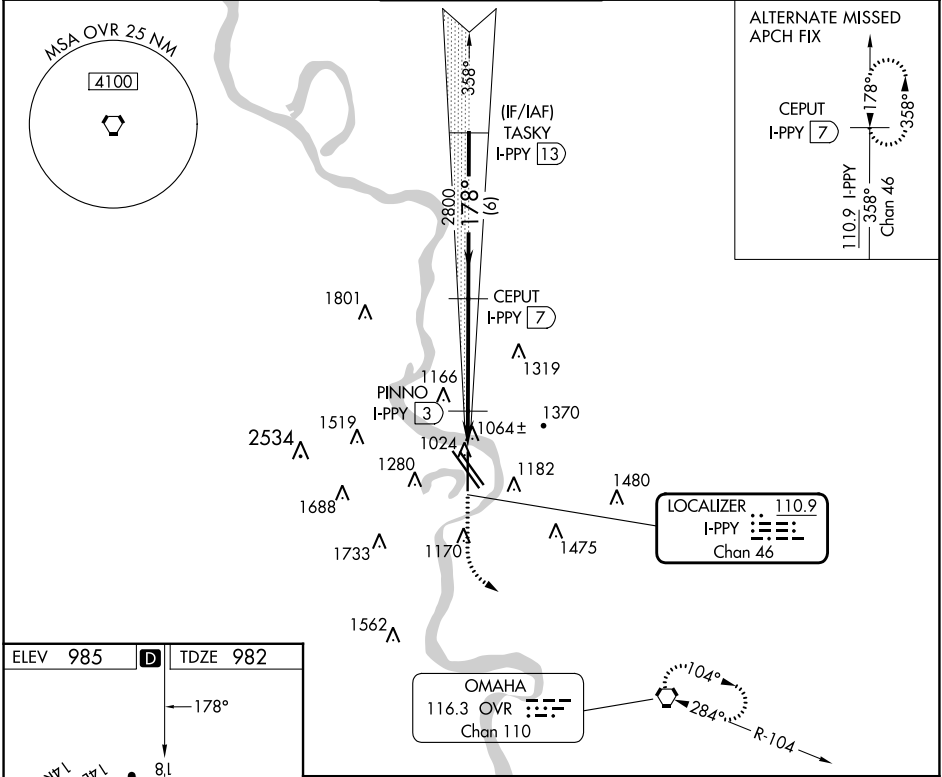 MSA OVR 25 NM
4100
358°
(IF/IAF)
TASKY
I-PPY 13
2800
178°
(6)
ALTERNATE MISSED
APCH FIX
CEPUT
I-PPY 7
178°
358°
110.9 I-PPY
358°
Chan 46
CEPUT
I-PPY 7
1801
1319
1166
PINNO
I-PPY 3
1370
1519
1064±
2534
1024
1280
1182
1480
1688
LOCALIZER 110.9
I-PPY
Chan 46
1733
1170
1475
1562
ELEV 985 D TDZE 982
178°
OMAHA
116.3 OVR
Chan 110
104°
284°
R-104
18